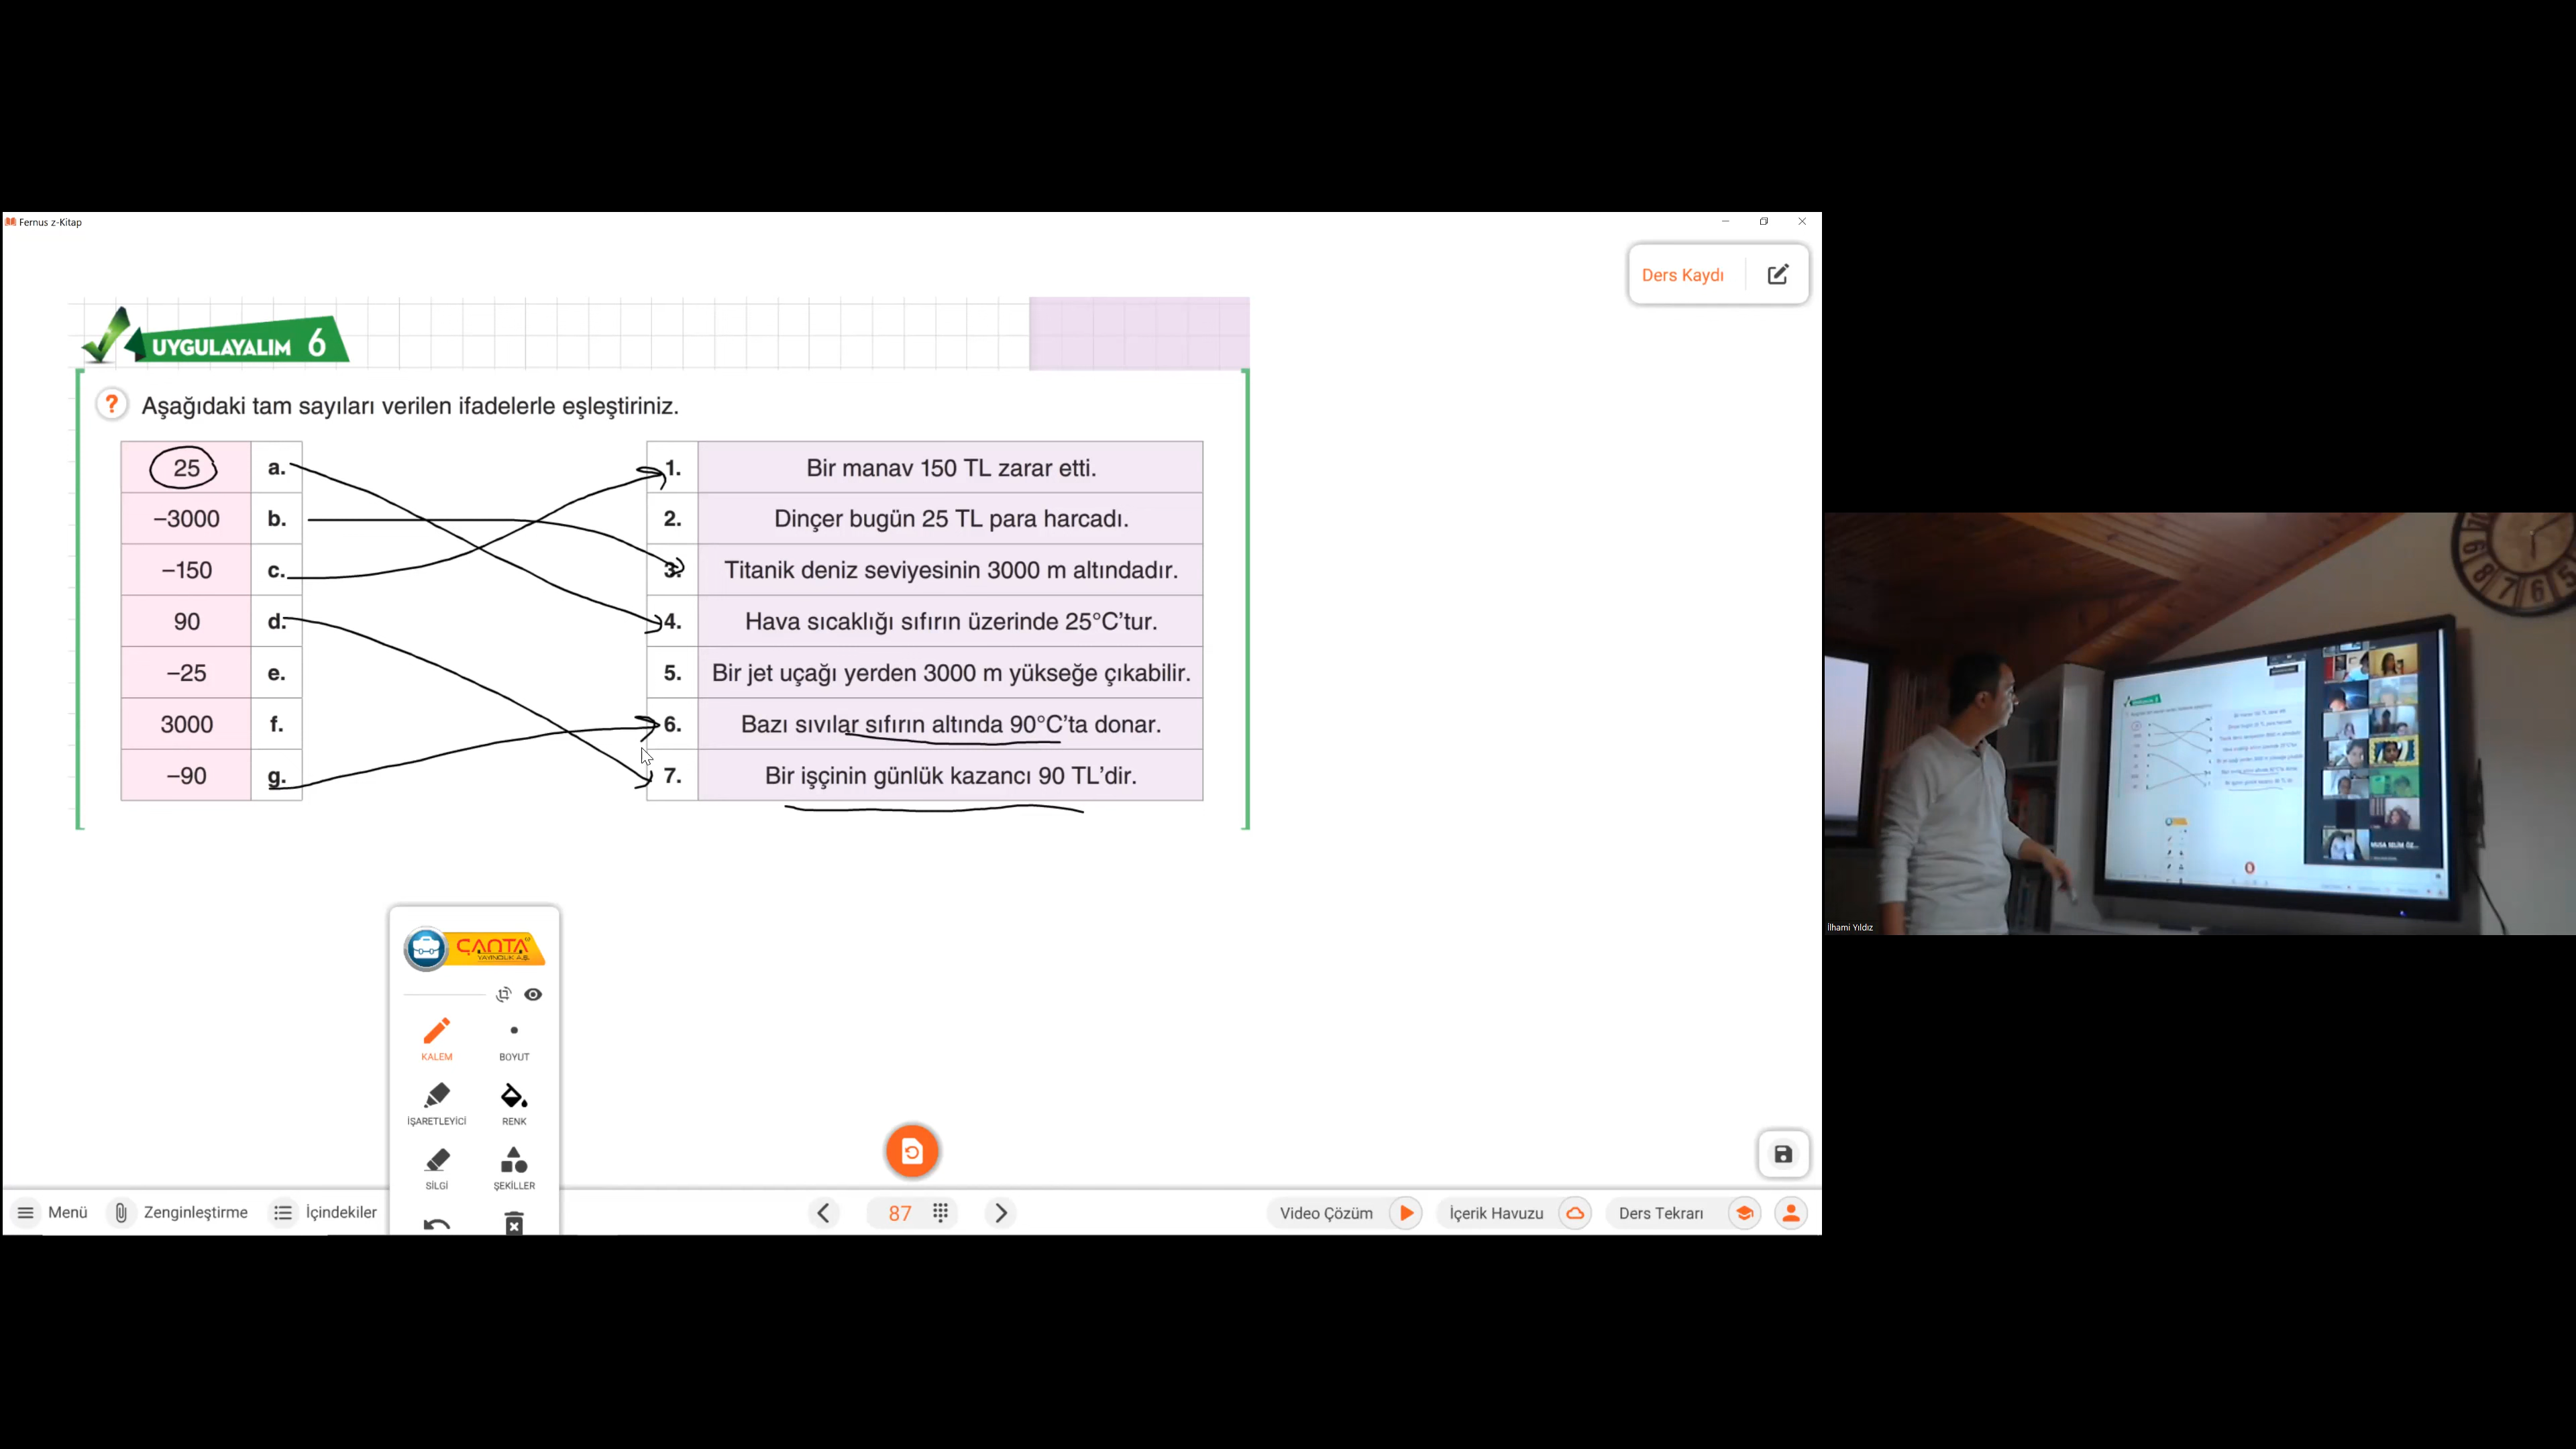 Fernus z-Kitap
Ders Kaydı
UYGULAYALIM 6
? Aşağıdaki tam sayıları verilen ifadelerle eşleştiriniz.
25 a. 1. Bir manav 150 TL zarar etti.
–3000 b. 2. Dinçer bugün 25 TL para harcadı.
–150 c. 3. Titanik deniz seviyesinin 3000 m altındadır.
90 d. 4. Hava sıcaklığı sıfırın üzerinde 25°C'tur.
–25 e. 5. Bir jet uçağı yerden 3000 m yükseğe çıkabilir.
3000 f. 6. Bazı sıvılar sıfırın altında 90°C'ta donar.
–90 g. 7. Bir işçinin günlük kazancı 90 TL'dir.
ÇANTA
YAYINCILIK A.Ş.
KALEM BOYUT
İŞARETLEYİCİ RENK
SİLGİ ŞEKİLLER
Menü Zenginleştirme İçindekiler 87 Video Çözüm İçerik Havuzu Ders Tekrarı
İlhami Yıldız
MUSA SELİM ÖZ...